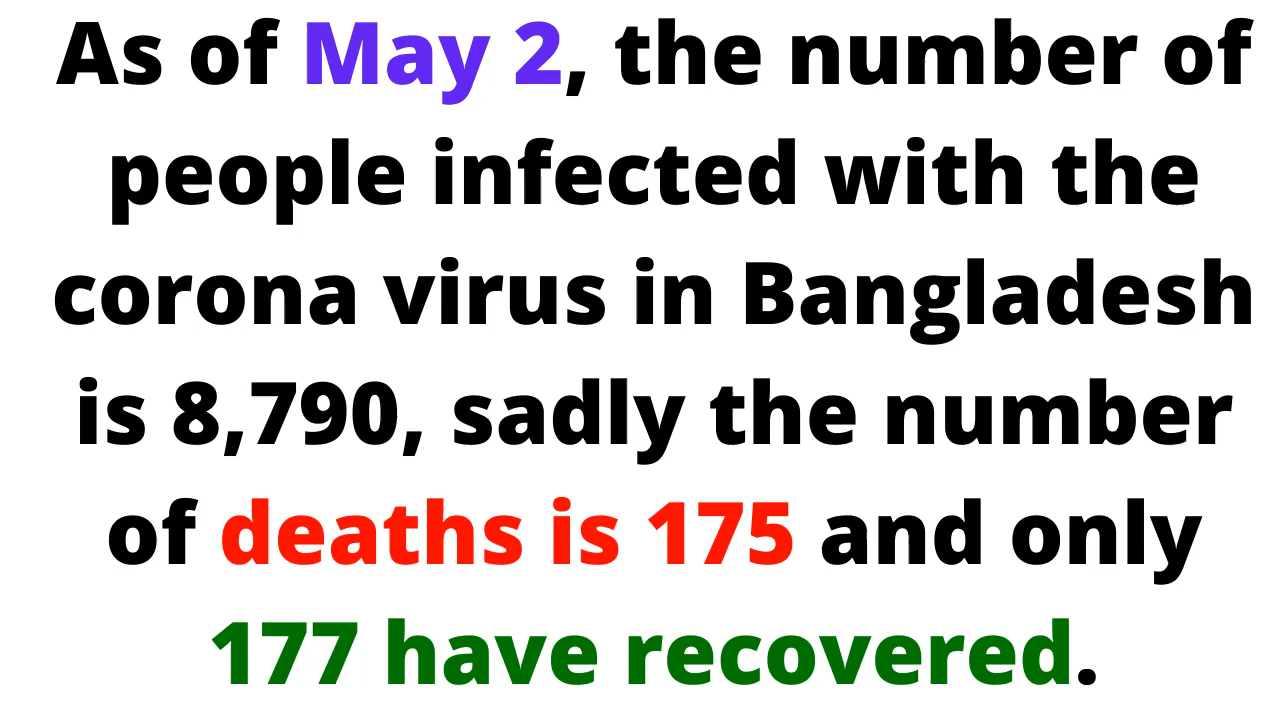 As of May 2, the number of
people infected with the
corona virus in Bangladesh
is 8,790, sadly the number
of deaths is 175 and only
177 have recovered.